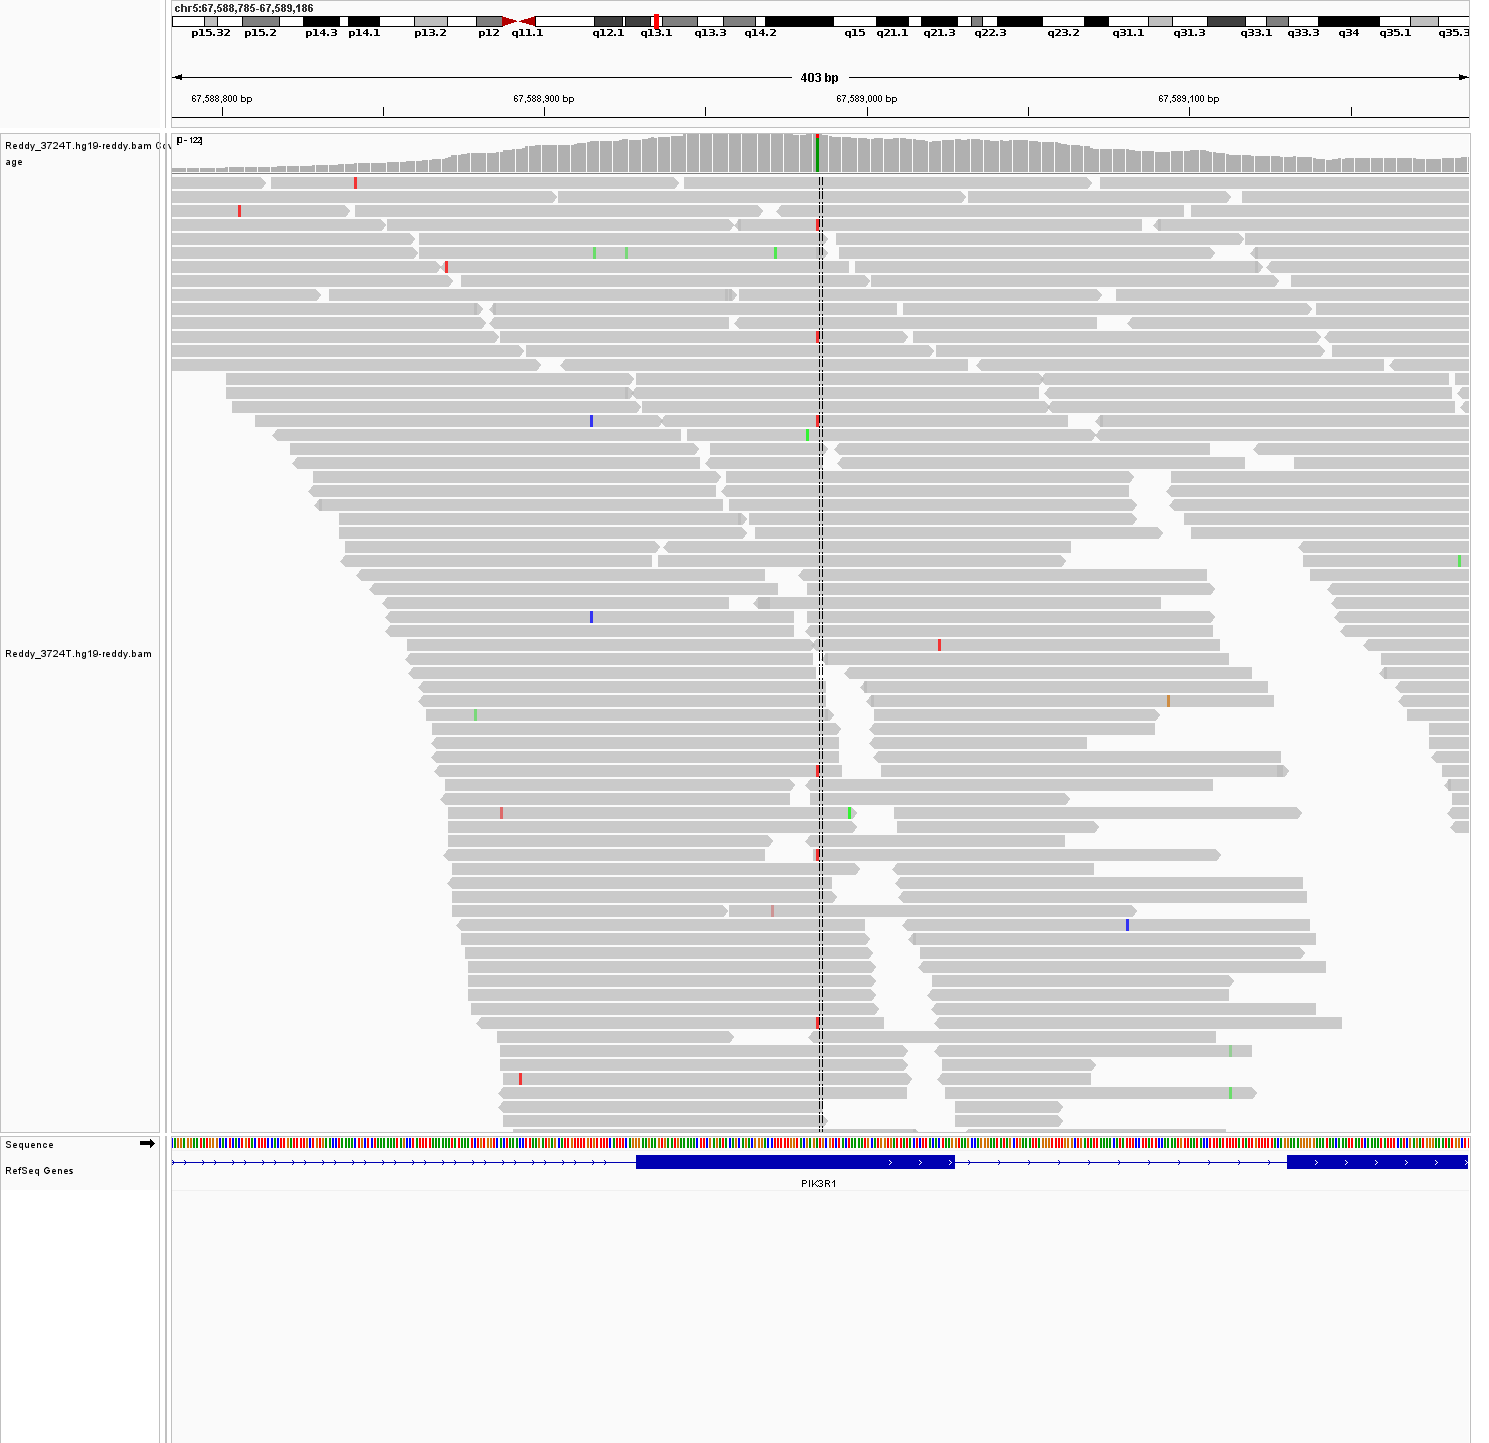 chr5:67,588,785-67,589,186
p15.32 p15.2 p14.3 p14.1 p13.2 p12 q11.1 q12.1 q13.1 q13.3 q14.2 q15 q21.1 q21.3 q22.3 q23.2 q31.1 q31.3 q33.1 q33.3 q34 q35.1 q35.3
403 bp
67,588,800 bp 67,588,900 bp 67,589,000 bp 67,589,100 bp
Reddy_3724T.hg19-reddy.bam Cov
age
[0 - 122]
Reddy_3724T.hg19-reddy.bam
Sequence
RefSeq Genes
PIK3R1